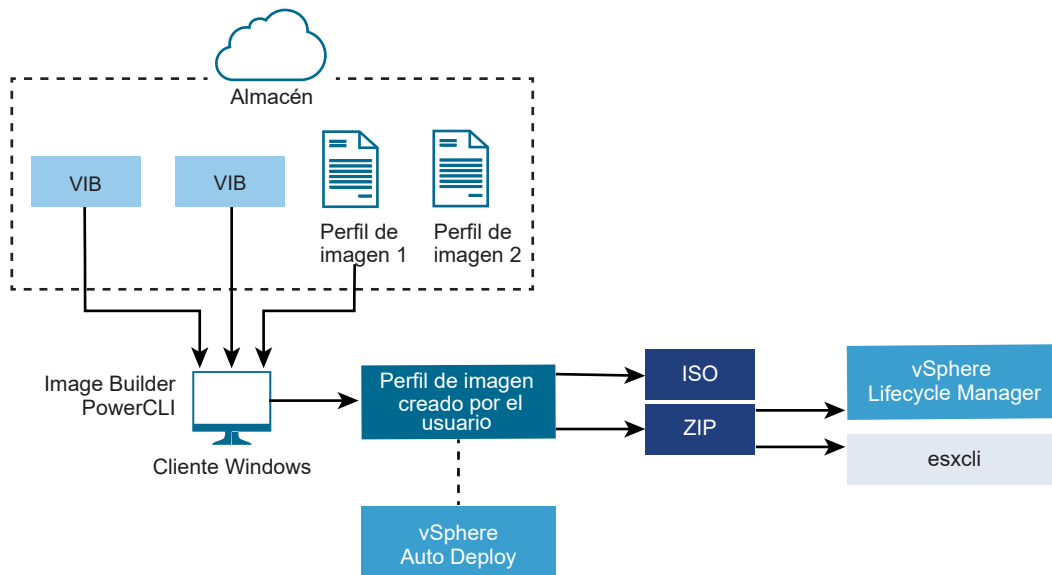 Almacén
VIB
VIB
Perfil de
imagen 1
Perfil de
imagen 2
Image Builder
PowerCLI
Cliente Windows
Perfil de imagen
creado por el
usuario
ISO
ZIP
vSphere
Lifecycle Manager
esxcli
vSphere
Auto Deploy